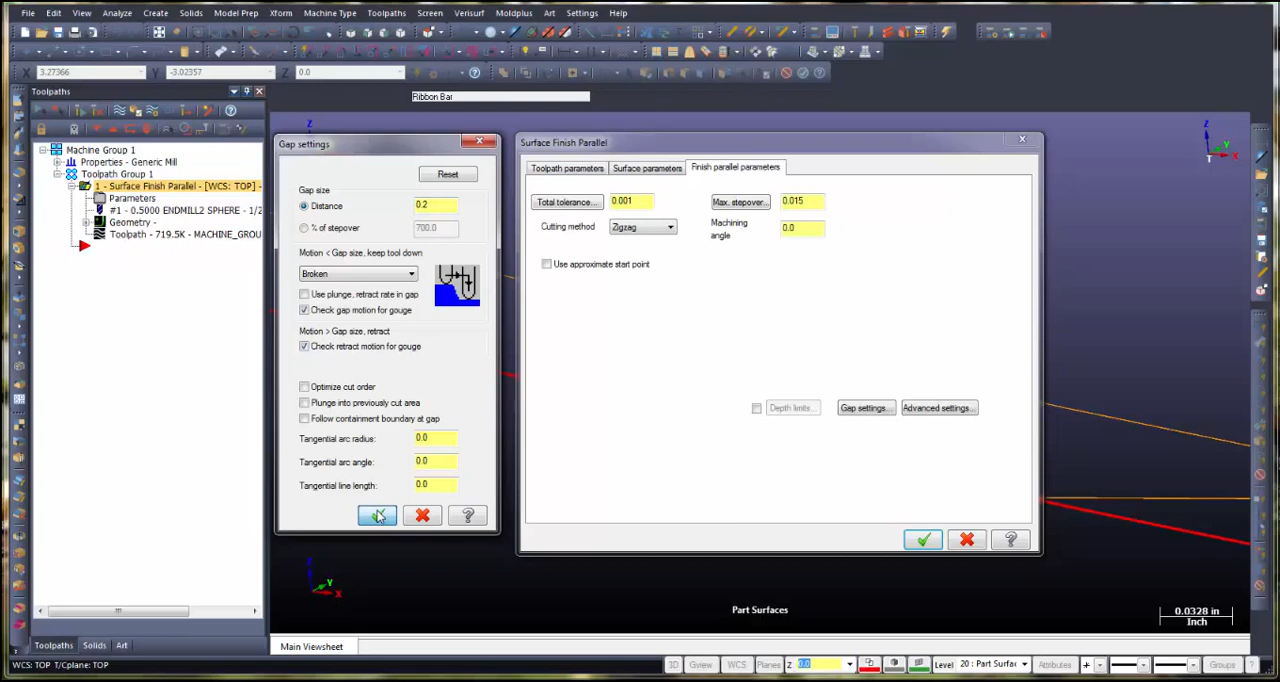 File Edit View Analyze Create Solids Model Prep Xform Machine Type Toolpaths Screen Verisurf Moldplus Art Settings Help
X 3.27366 Y -3.02357 Z 0.0
Toolpaths
Ribbon Bar
Machine Group 1
Properties - Generic Mill
Toolpath Group 1
1 - Surface Finish Parallel - [WCS: TOP] -
Parameters
#1 - 0.5000 ENDMILL2 SPHERE - 1/2
Geometry -
Toolpath - 719.5K - MACHINE_GROU
Gap settings
Reset
Gap size
Distance 0.2
% of stepover 700.0
Motion < Gap size, keep tool down
Broken
Use plunge, retract rate in gap
Check gap motion for gouge
Motion > Gap size, retract
Check retract motion for gouge
Optimize cut order
Plunge into previously cut area
Follow containment boundary at gap
Tangential arc radius: 0.0
Tangential arc angle: 0.0
Tangential line length: 0.0
Surface Finish Parallel
Toolpath parameters Surface parameters Finish parallel parameters
Total tolerance... 0.001 Max. stepover... 0.015
Cutting method Zigzag Machining angle 0.0
Use approximate start point
Depth limits... Gap settings... Advanced settings...
Z
Y
X
T
Z
Y
X
Part Surfaces
0.0328 in
Inch
Toolpaths Solids Art
Main Viewsheet
WCS: TOP T/Cplane: TOP
3D Gview WCS Planes Z 0.0 Level 20 : Part Surfac Attributes Groups ?